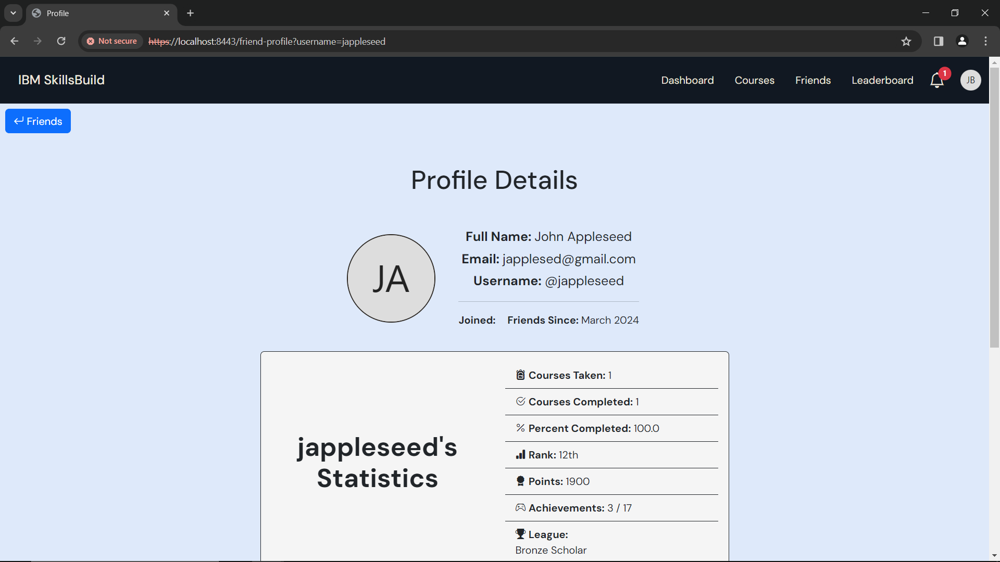 Profile
Not secure https://localhost:8443/friend-profile?username=jappleseed
IBM SkillsBuild Dashboard Courses Friends Leaderboard 1 JB
Friends
Profile Details
JA
Full Name: John Appleseed
Email: japplesed@gmail.com
Username: @jappleseed
Joined: Friends Since: March 2024
jappleseed's
Statistics
Courses Taken: 1
Courses Completed: 1
Percent Completed: 100.0
Rank: 12th
Points: 1900
Achievements: 3 / 17
League:
Bronze Scholar